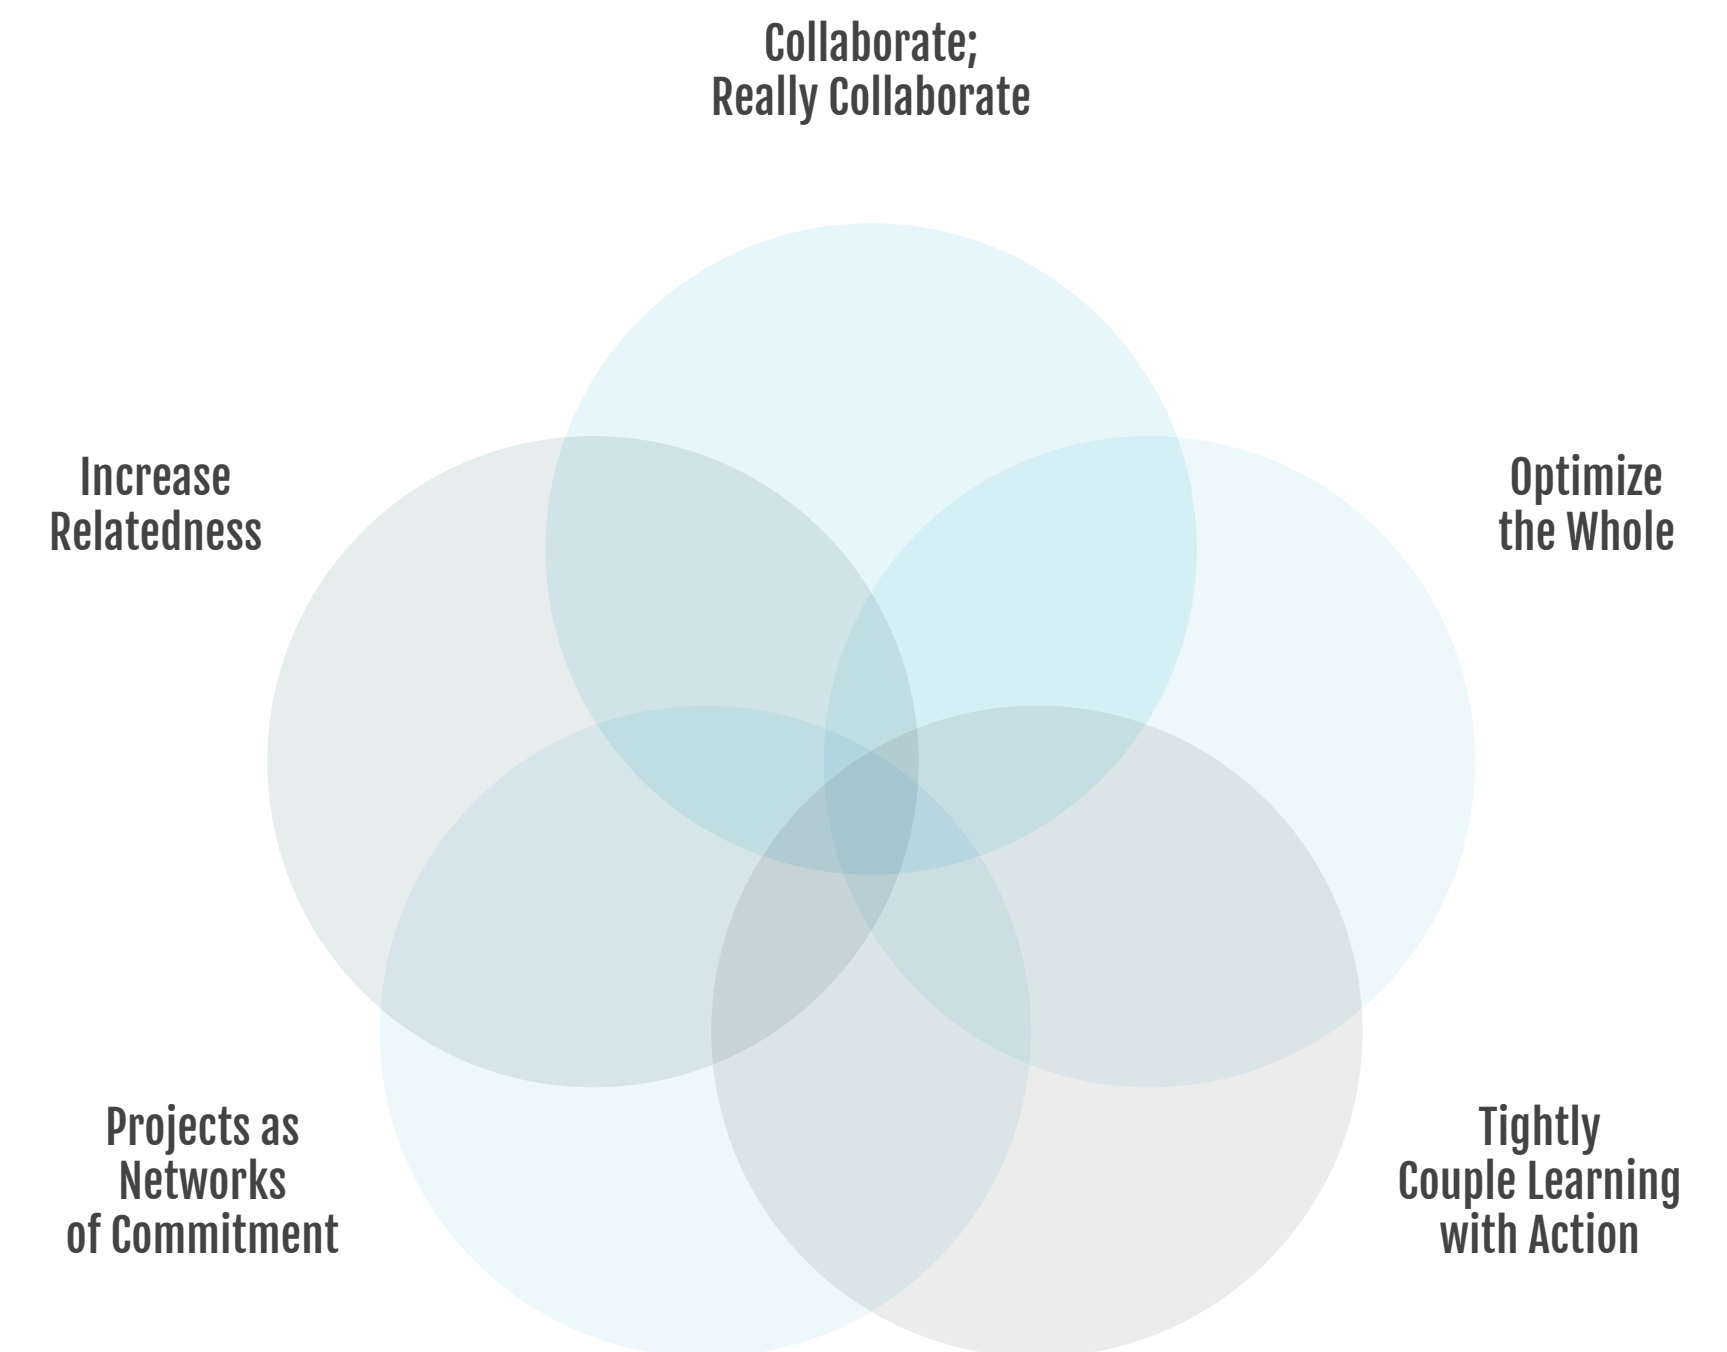 Collaborate;
Really Collaborate
Increase
Relatedness
Optimize
the Whole
Projects as
Networks
of Commitment
Tightly
Couple Learning
with Action